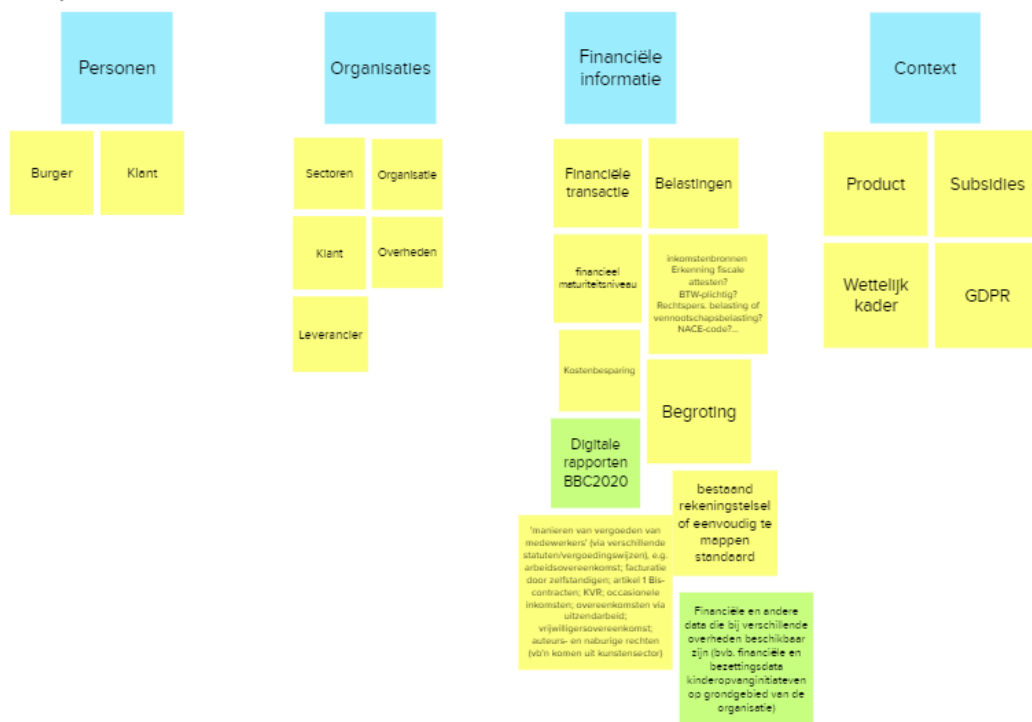 Personen
Burger
Klant
Organisaties
Sectoren
Organisatie
Klant
Overheden
Leverancier
Financiële
informatie
Financiële
transactie
Belastingen
financieel
maturiteitsniveau
inkomstenbronnen
Erkenning fiscale
attesten?
BTW-plichtig?
Rechtspers. belasting of
vennootschapsbelasting?
NACE-code?...
Kostenbesparing
Begroting
Digitale
rapporten
BBC2020
bestaand
rekeningstelsel
of eenvoudig te
mappen
standaard
'manieren van vergoeden van
medewerkers' (via verschillende
statuten/vergoedingswijzen), e.g.
arbeidsovereenkomst; facturatie
door zelfstandigen; artikel 1 Bis-
contracten; KVR; occasionele
inkomsten; overeenkomsten via
uitzendarbeid;
vrijwilligersovereenkomst;
auteurs- en naburige rechten
(vb'n komen uit kunstensector)
Financiële en andere
data die bij verschillende
overheden beschikbaar
zijn (bvb. financiële en
bezettingsdata
kinderopvanginitiateven
op grondgebied van de
organisatie)
Context
Product
Subsidies
Wettelijk
kader
GDPR